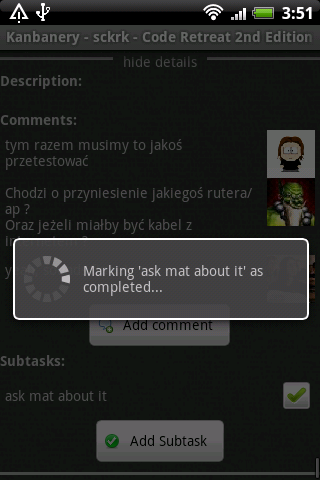 3:51
Kanbanery - sckrk - Code Retreat 2nd Edition
hide details
Description:
Comments:
tym razem musimy to jakoś
przetestować
Chodzi o przyniesienie jakiegoś rutera/
ap ?
Oraz jeżeli miałby być kabel z
Marking 'ask mat about it' as
completed...
Add comment
Subtasks:
ask mat about it
Add Subtask